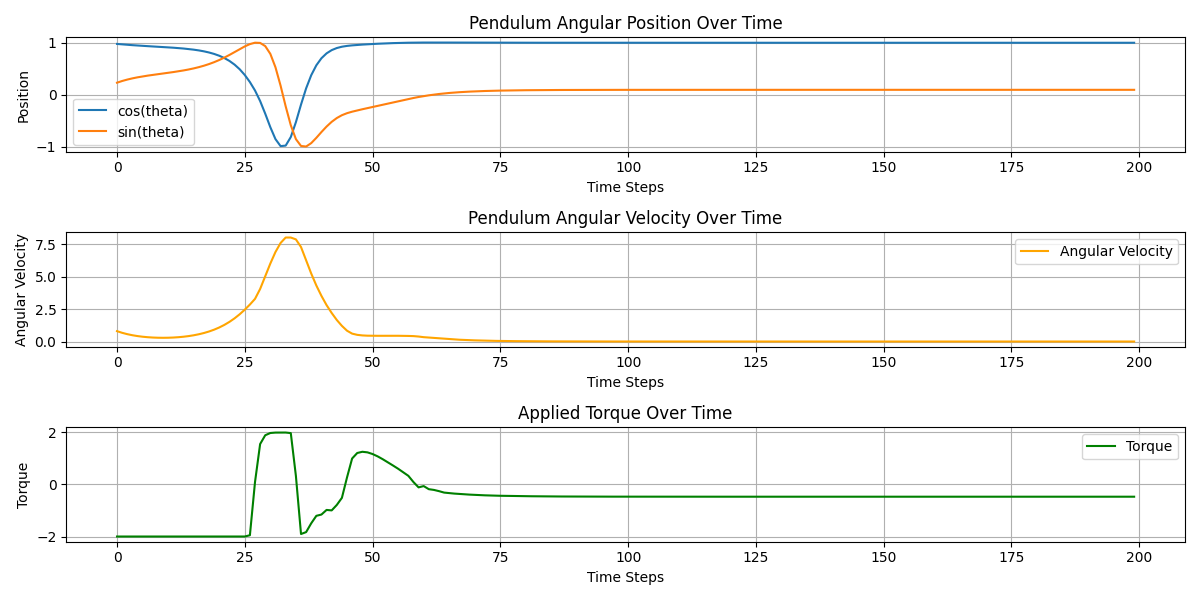 Pendulum Angular Position Over Time
Position
1
0
−1
cos(theta)
sin(theta)
0 25 50 75 100 125 150 175 200
Time Steps
Pendulum Angular Velocity Over Time
Angular Velocity
7.5
5.0
2.5
0.0
Angular Velocity
0 25 50 75 100 125 150 175 200
Time Steps
Applied Torque Over Time
Torque
2
0
−2
Torque
0 25 50 75 100 125 150 175 200
Time Steps